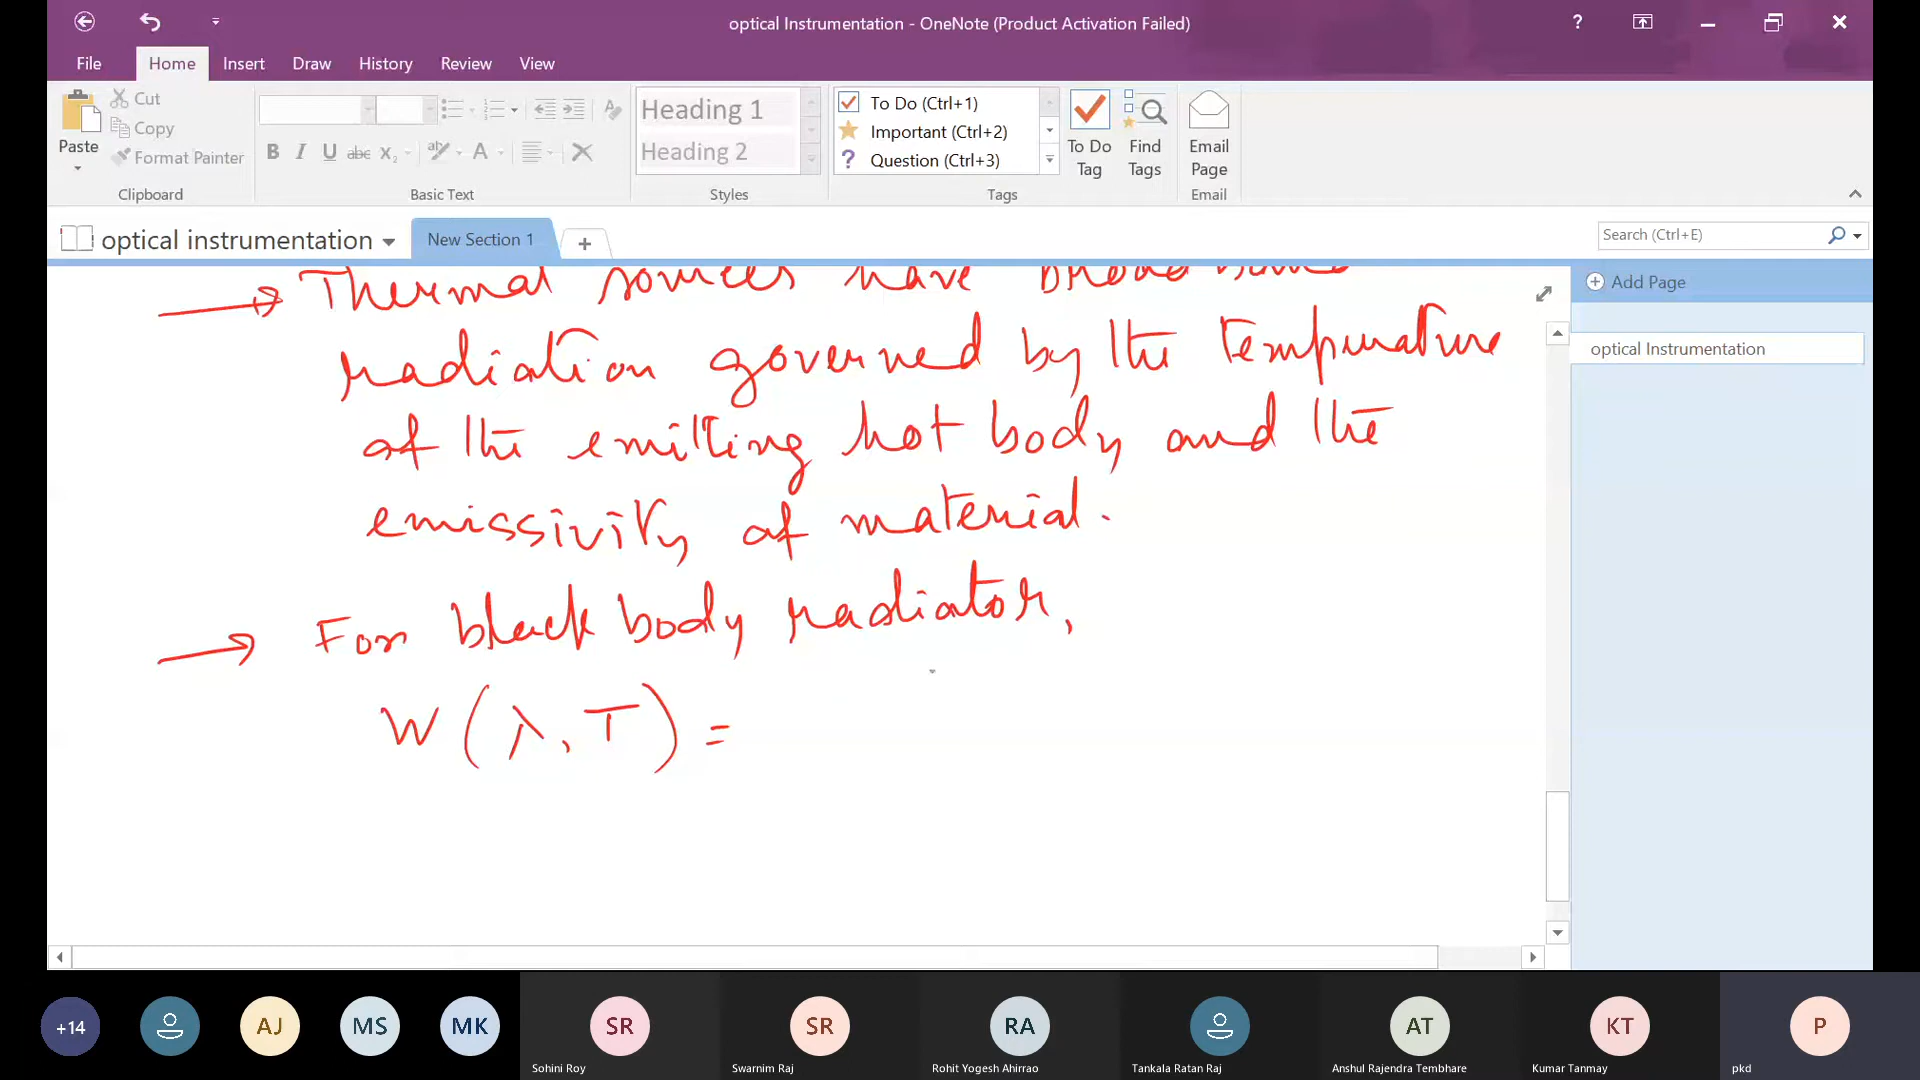 optical Instrumentation - OneNote (Product Activation Failed)
?
File Home Insert Draw History Review View
Paste
Cut
Copy
Format Painter
Clipboard
B I U abc X₂ A
Basic Text
Heading 1
Heading 2
Styles
To Do (Ctrl+1)
Important (Ctrl+2)
? Question (Ctrl+3)
Tags
To Do
Tag
Find
Tags
Email
Page
Email
optical instrumentation
New Section 1
+
Search (Ctrl+E)
Add Page
optical Instrumentation
→ Thermal sources have broad band
radiation governed by the temperature
of the emitting hot body and the
emissivity of material.
→ For black body radiator,
W(λ,T) =
+14
AJ
MS
MK
SR
Sohini Roy
SR
Swarnim Raj
RA
Rohit Yogesh Ahirrao
Tankala Ratan Raj
AT
Anshul Rajendra Tembhare
KT
Kumar Tanmay
P
pkd